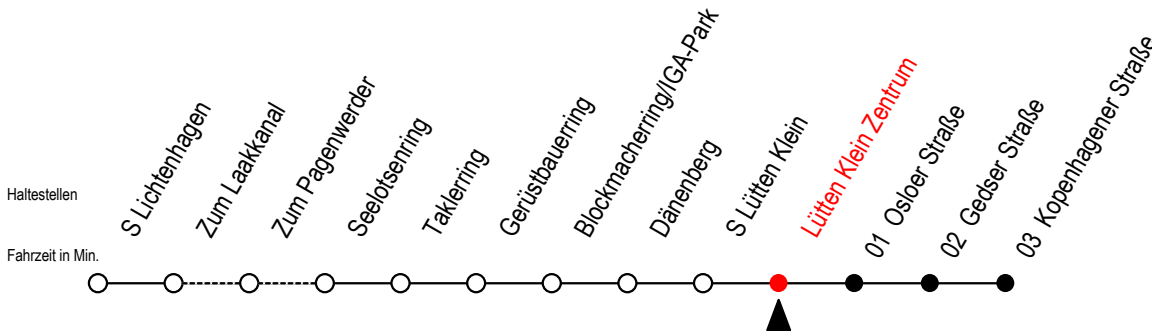 Haltestellen
Fahrzeit in Min.
S Lichtenhagen
Zum Laakkanal
Zum Pagenwerder
Seelotsenring
Taklerring
Gerüstbauerring
Blockmacherring/IGA-Park
Dänenberg
S Lütten Klein
Lütten Klein Zentrum
01 Osloer Straße
02 Gedser Straße
03 Kopenhagener Straße